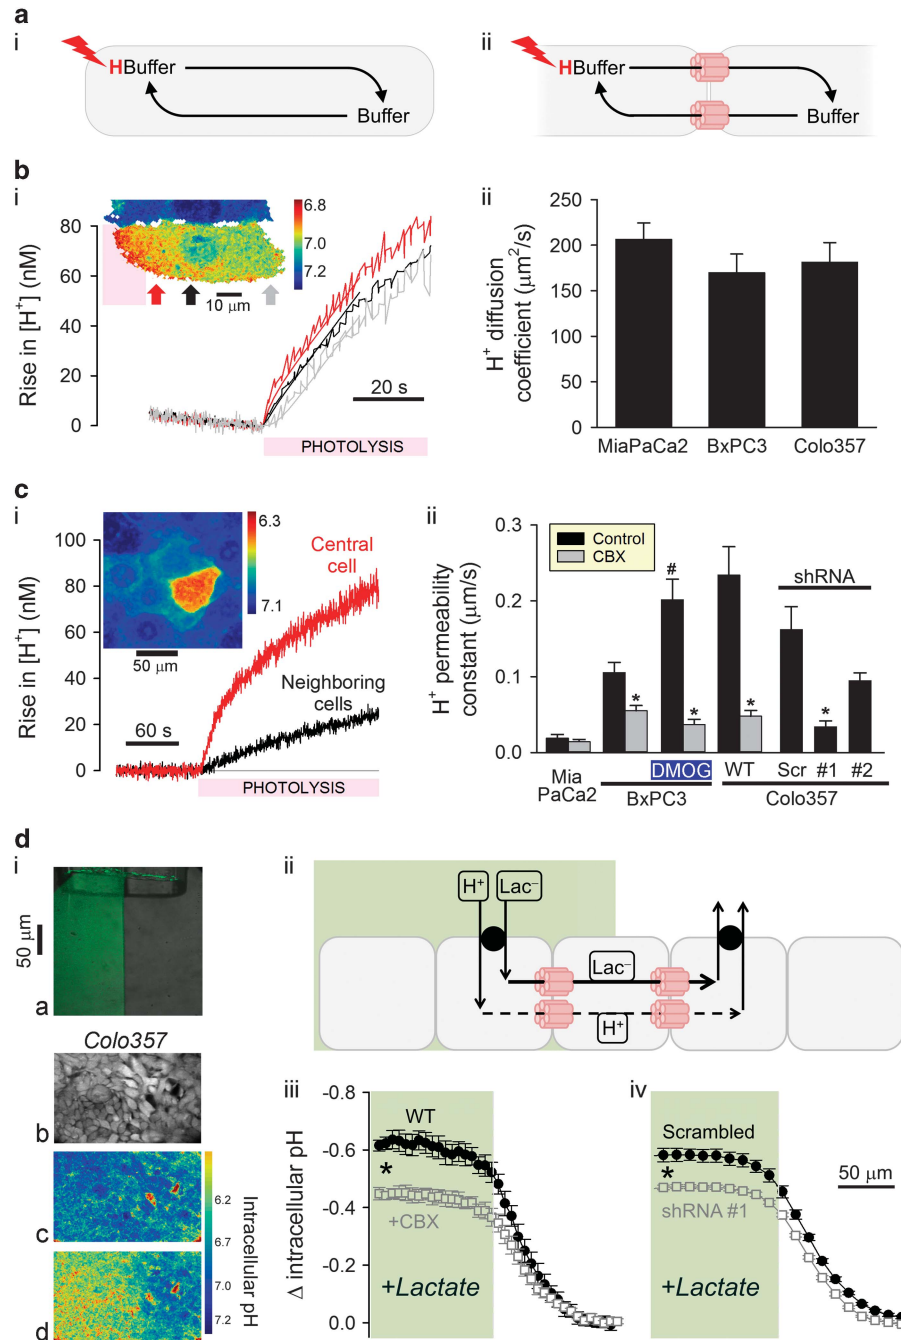 a
i
HBuffer
Buffer
ii
HBuffer
Buffer
b
i
Rise in [H⁺] (nM)
80
60
40
20
0
6.8
7.0
7.2
10 μm
20 s
PHOTOLYSIS
ii
H⁺ diffusion
coefficient (μm²/s)
250
200
150
100
50
0
MiaPaCa2 BxPC3 Colo357
c
i
Rise in [H⁺] (nM)
100
80
60
40
20
0
6.3
7.1
50 μm
Central
cell
Neighboring
cells
60 s
PHOTOLYSIS
ii
H⁺ permeability
constant (μm/s)
0.3
0.2
0.1
0.0
Control
CBX
#
shRNA
* * * *
Mia
PaCa2
DMOG
BxPC3
WT Scr #1 #2
Colo357
d
i
50 μm
a
Colo357
b
c
d
6.2
6.7
7.0
7.2
Intracellular pH
ii
H⁺
Lac⁻
Lac⁻
H⁺
iii
Δ intracellular pH
-0.8
-0.6
-0.4
-0.2
0.0
WT
*
+CBX
+Lactate
iv
Scrambled
*
shRNA #1
50 μm
+Lactate